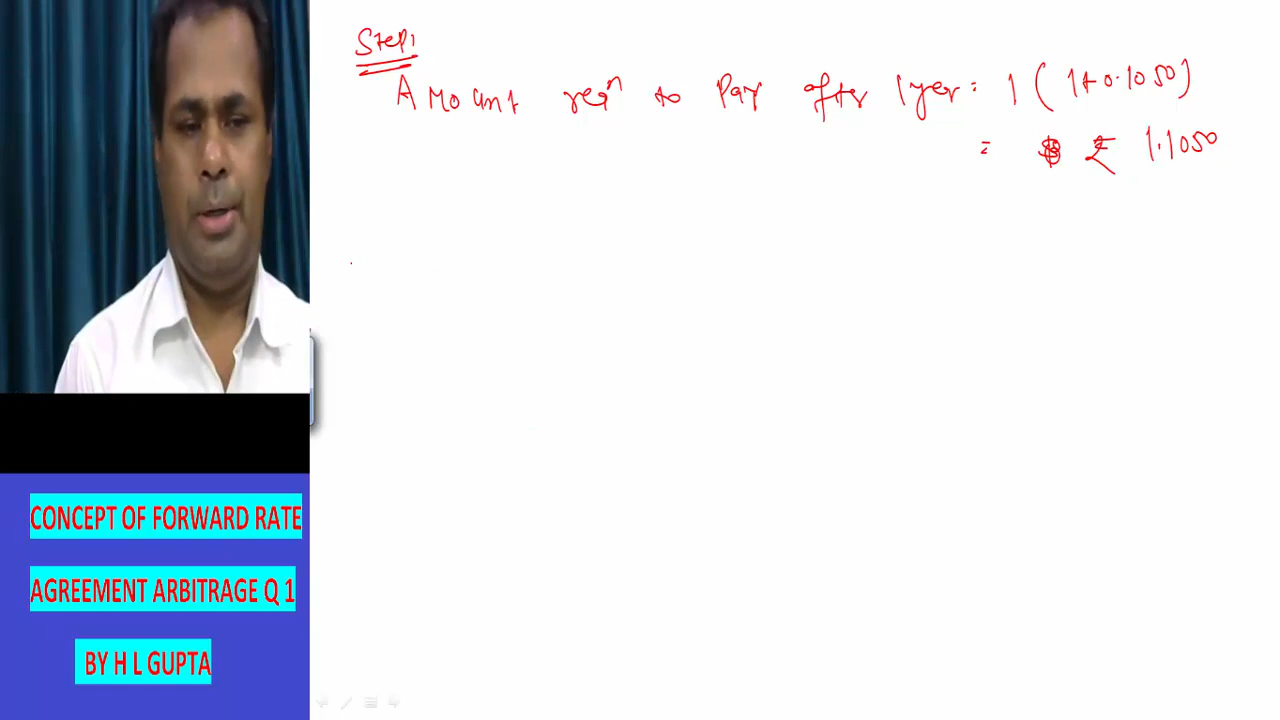 Step1
Amount reqn to Pay after 1 yer = 1 ( 1+0.1050)
= ₹ 1.1050
CONCEPT OF FORWARD RATE
AGREEMENT ARBITRAGE Q 1
BY H L GUPTA